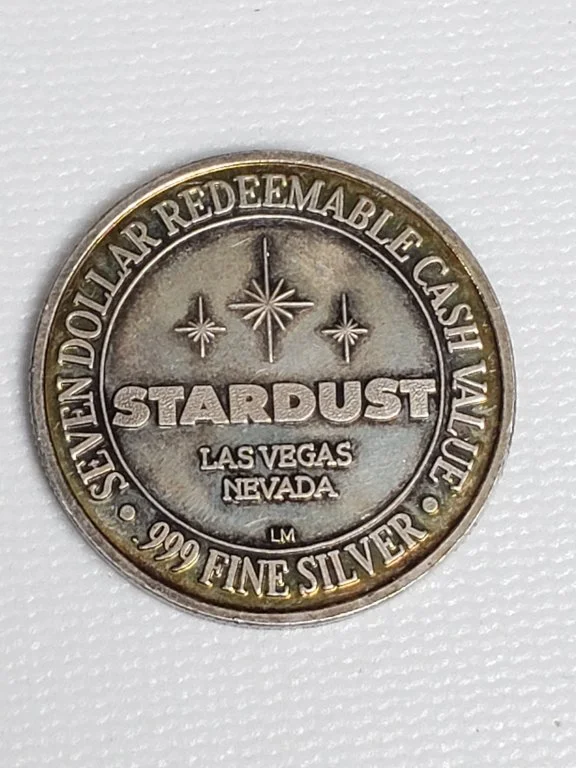 SEVEN DOLLAR REDEEMABLE CASH VALUE
STARDUST
LAS VEGAS
NEVADA
LM
• .999 FINE SILVER •